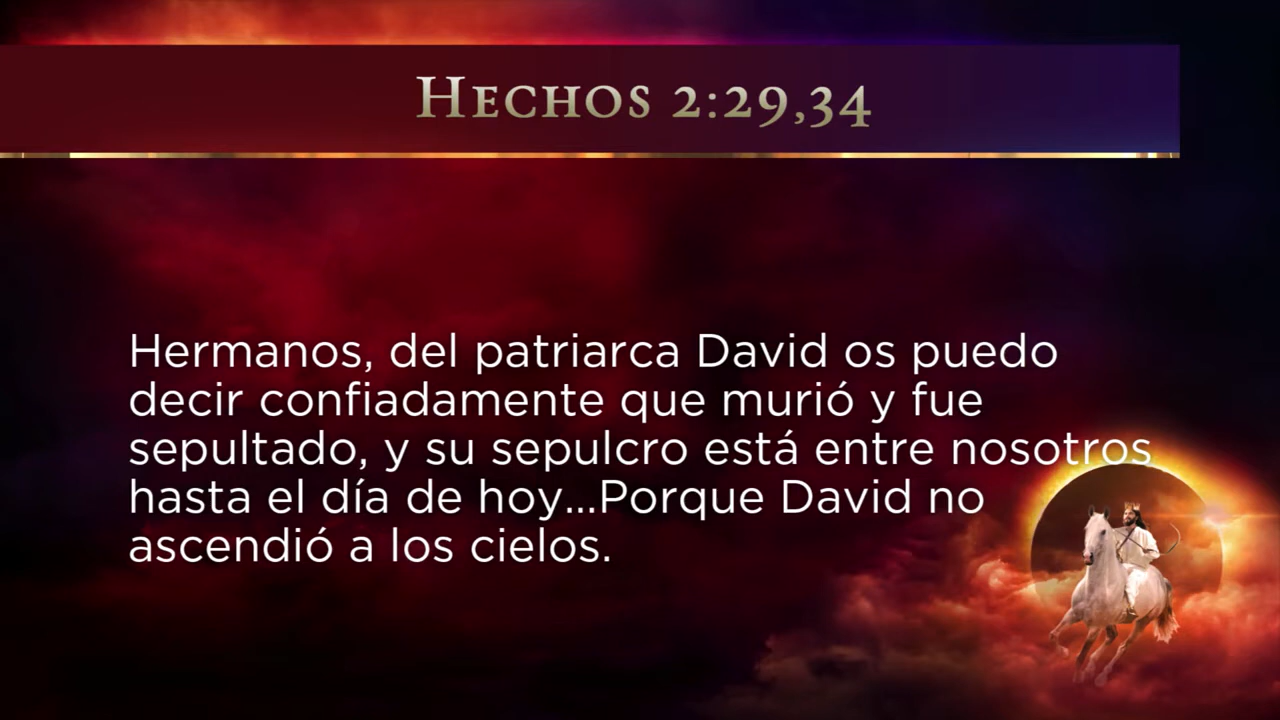 Hechos 2:29,34
Hermanos, del patriarca David os puedo
decir confiadamente que murió y fue
sepultado, y su sepulcro está entre nosotros
hasta el día de hoy...Porque David no
ascendió a los cielos.